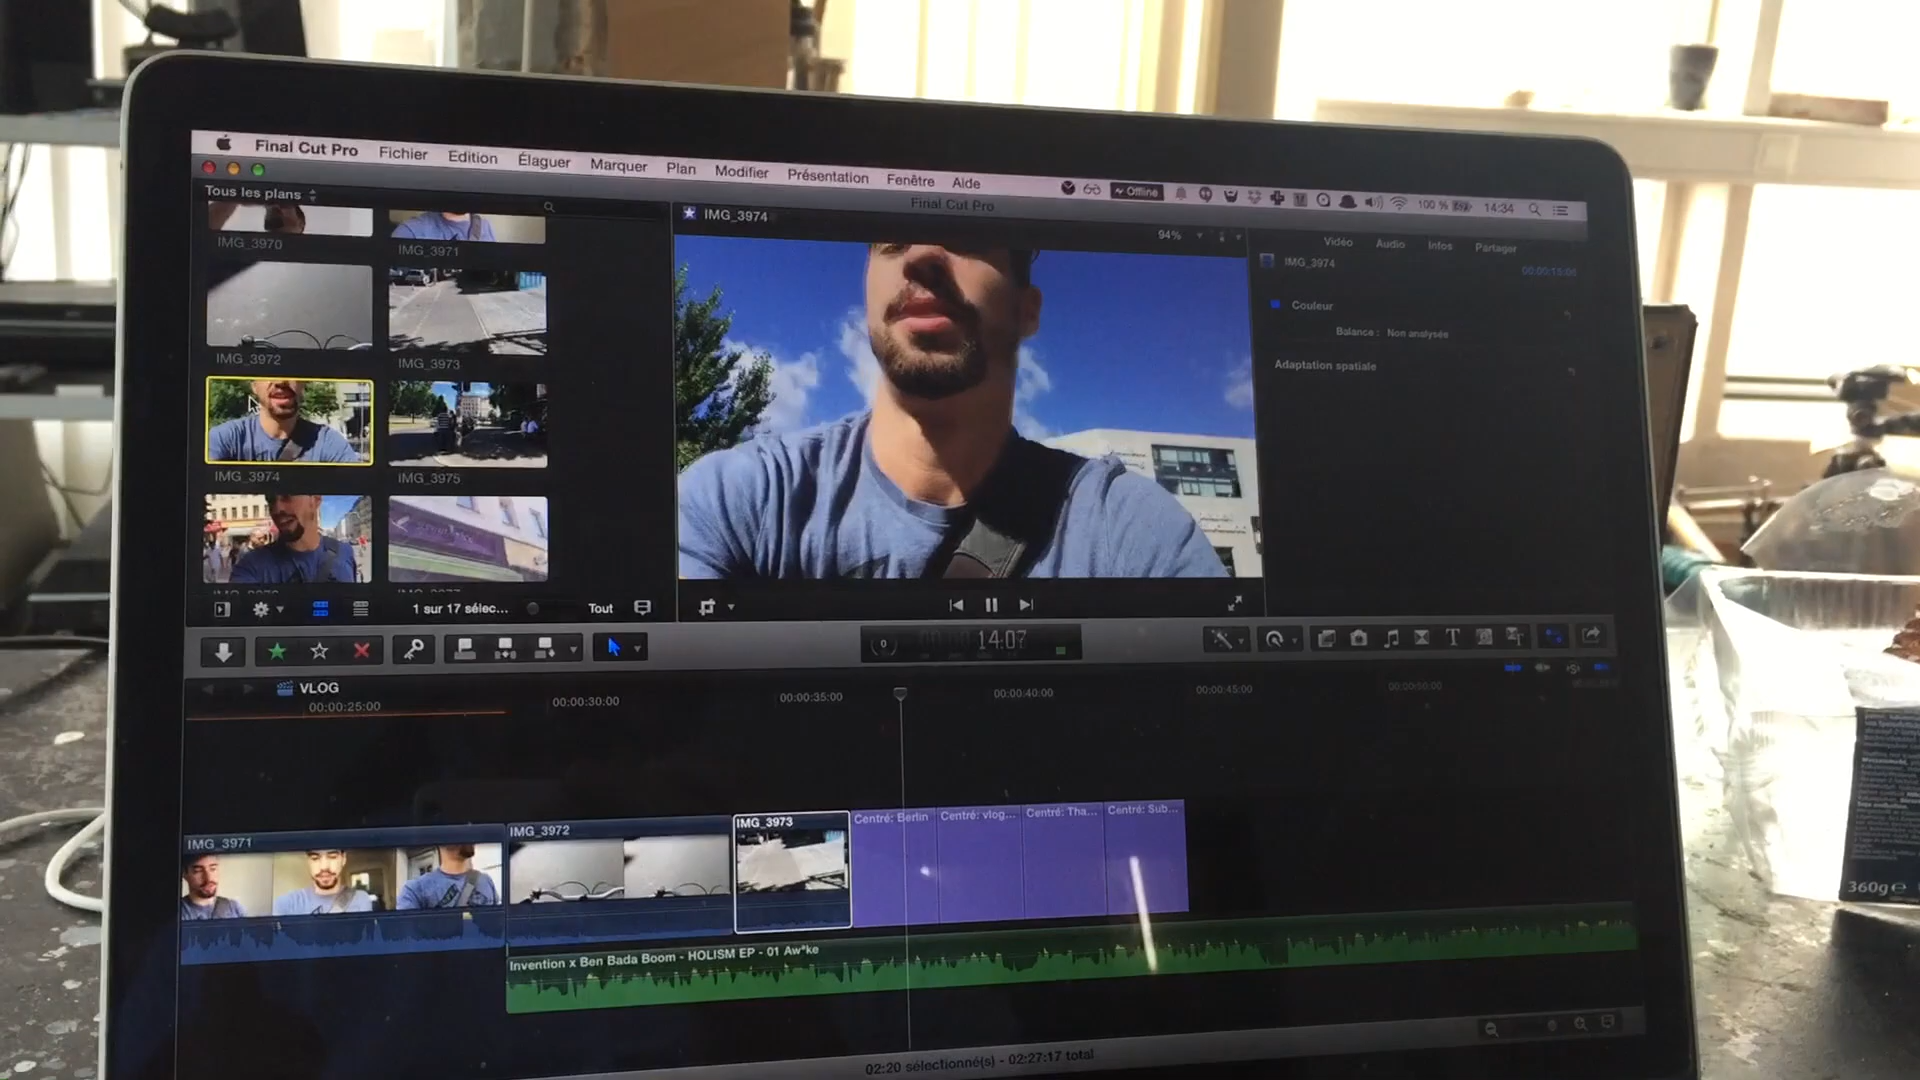 Final Cut Pro Fichier Edition Élaguer Marquer Plan Modifier Présentation Fenêtre Aide Offline 100 % 14:34
Final Cut Pro
Tous les plans
IMG_3970
IMG_3971
IMG_3972
IMG_3973
IMG_3974
IMG_3975
1 sur 17 sélec... Tout
IMG_3974
94%
Vidéo Audio Infos Partager
IMG_3974
Couleur
Balance : Non analysée
Adaptation spatiale
14:07
VLOG
00:00:25:00
00:00:30:00
00:00:35:00
00:00:40:00
00:00:45:00
00:00:50:00
IMG_3971
IMG_3972
IMG_3973
Centré: Berlin
Centré: vlog...
Centré: Tha...
Centré: Sub...
Invention x Ben Bada Boom - HOLISM EP - 01 Aw*ke
02:20 sélectionné(s) - 02:27:17 total
360g e